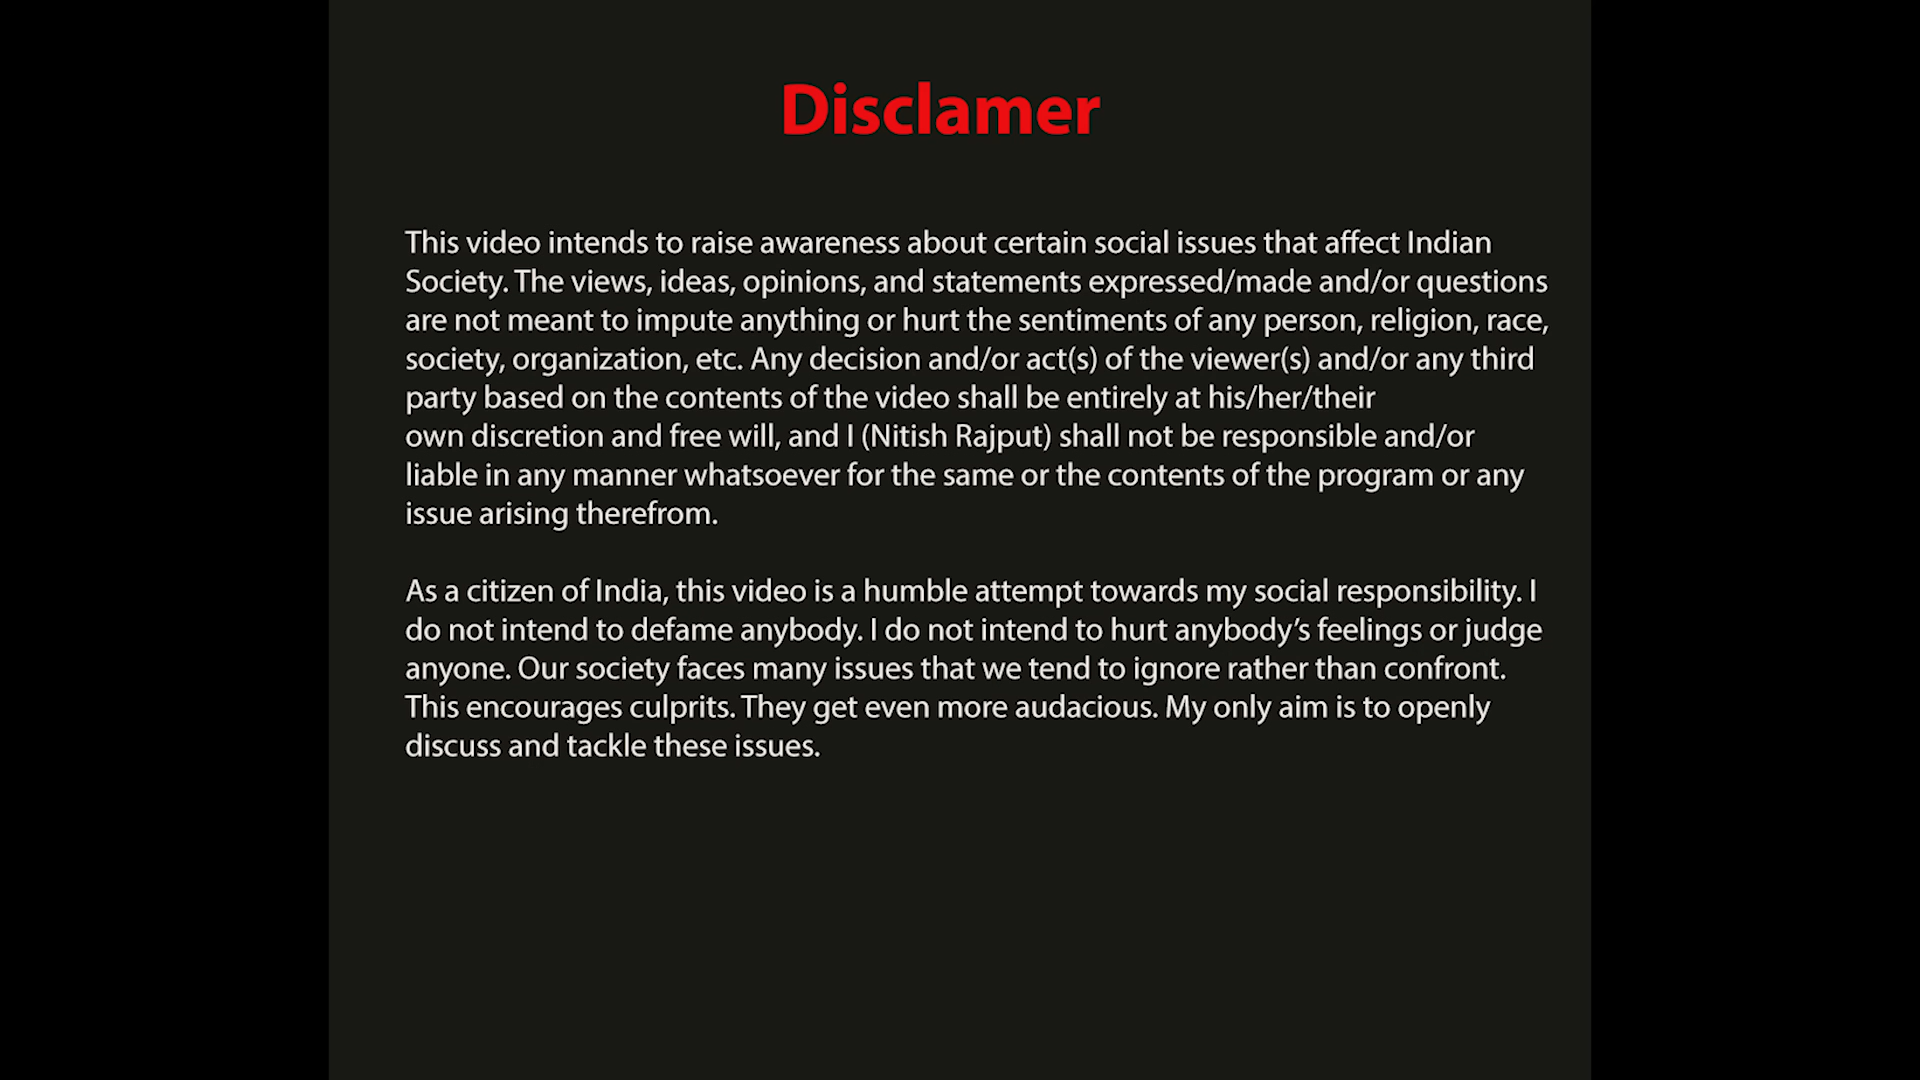 Disclamer
This video intends to raise awareness about certain social issues that affect Indian
Society. The views, ideas, opinions, and statements expressed/made and/or questions
are not meant to impute anything or hurt the sentiments of any person, religion, race,
society, organization, etc. Any decision and/or act(s) of the viewer(s) and/or any third
party based on the contents of the video shall be entirely at his/her/their
own discretion and free will, and I (Nitish Rajput) shall not be responsible and/or
liable in any manner whatsoever for the same or the contents of the program or any
issue arising therefrom.
As a citizen of India, this video is a humble attempt towards my social responsibility. I
do not intend to defame anybody. I do not intend to hurt anybody’s feelings or judge
anyone. Our society faces many issues that we tend to ignore rather than confront.
This encourages culprits. They get even more audacious. My only aim is to openly
discuss and tackle these issues.